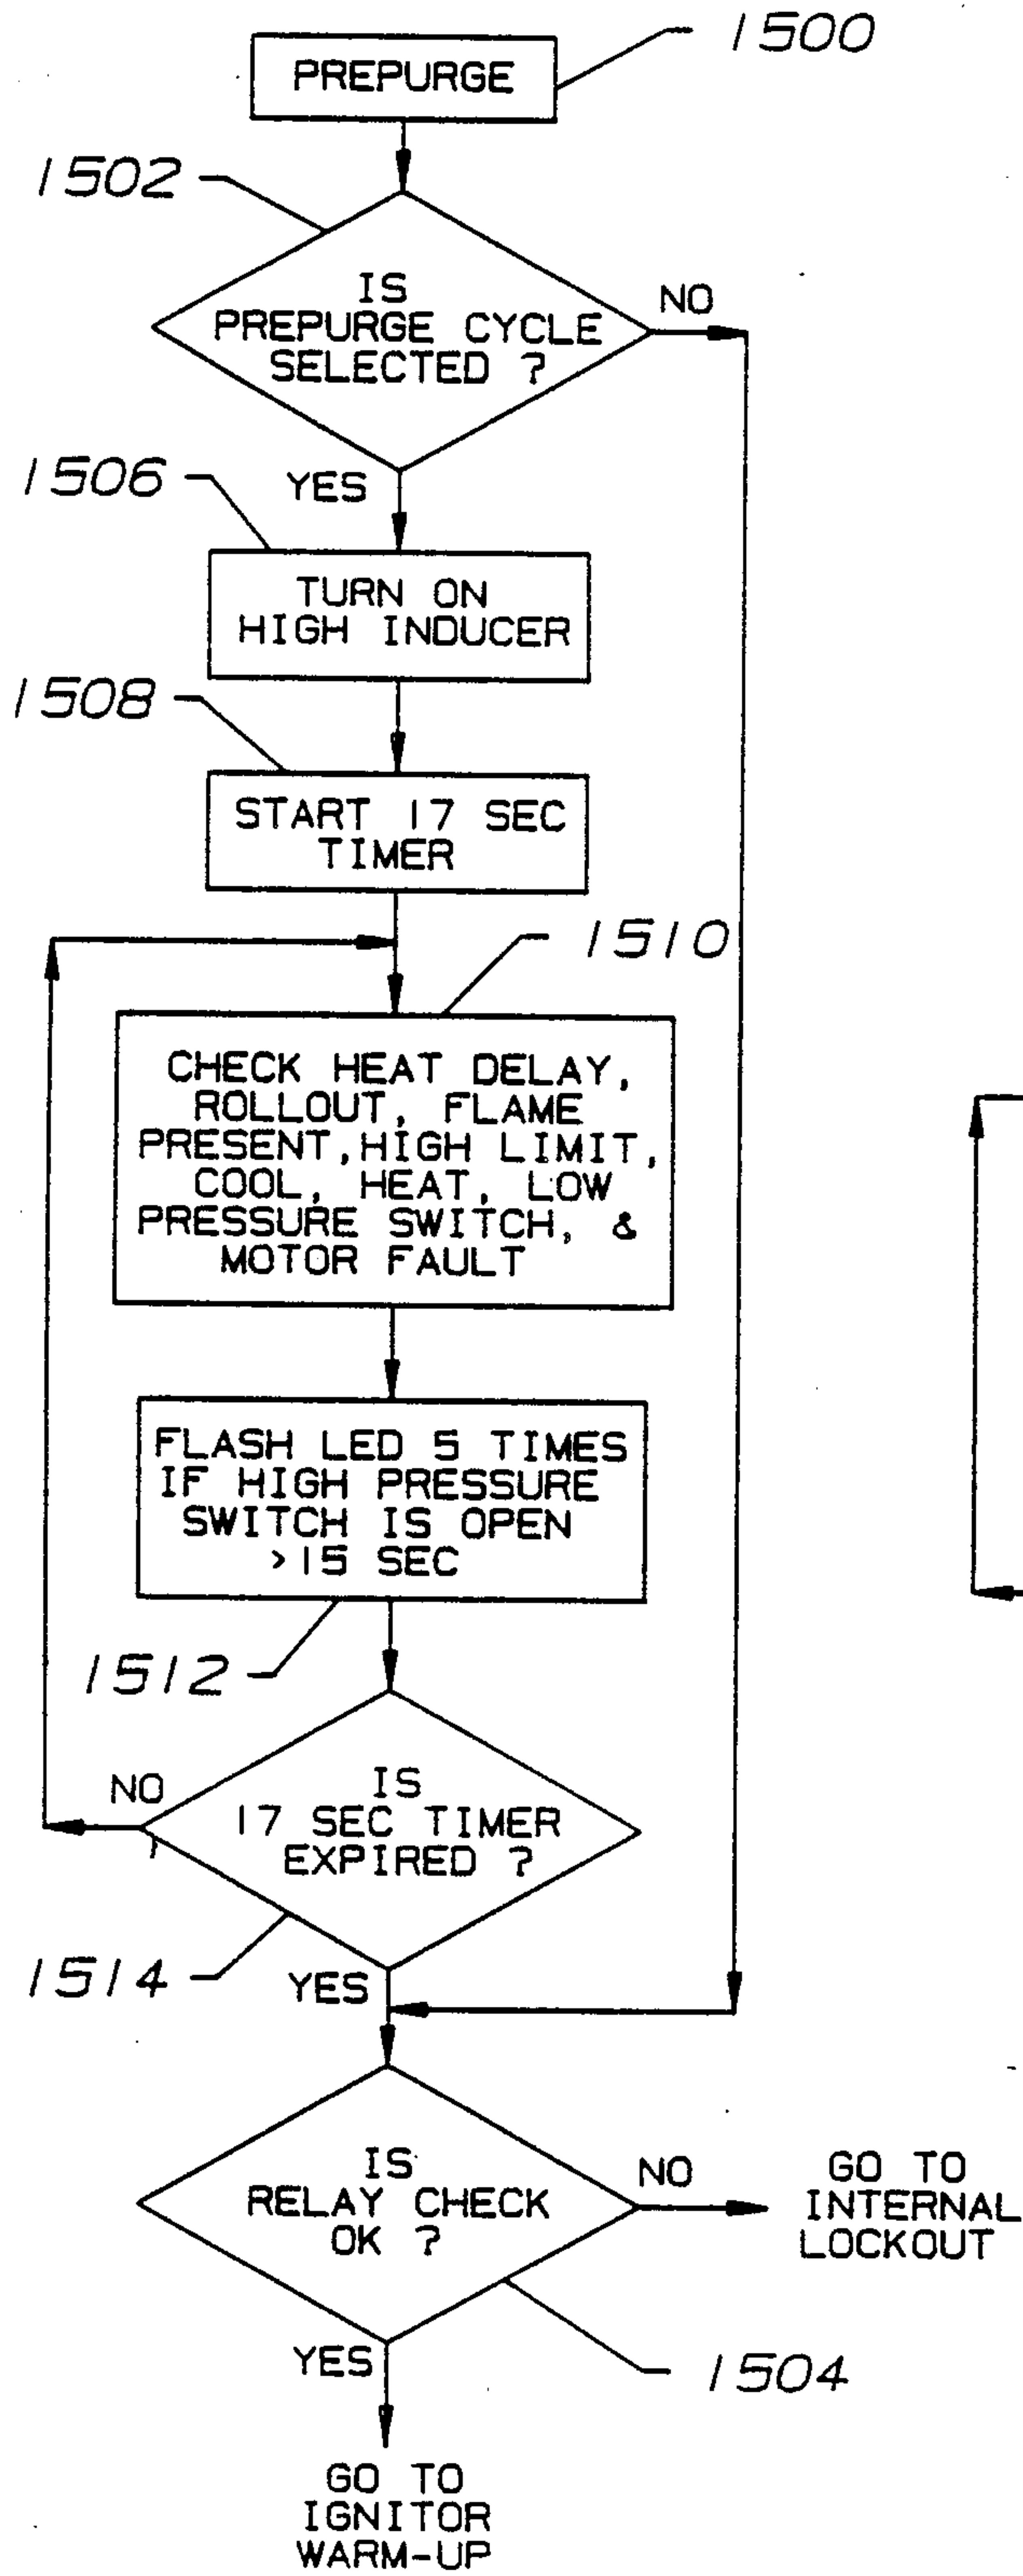 1500
PREPURGE
1502
IS
PREPURGE CYCLE
SELECTED ?
NO
YES
1506
TURN ON
HIGH INDUCER
1508
START 17 SEC
TIMER
1510
CHECK HEAT DELAY,
ROLLOUT, FLAME
PRESENT, HIGH LIMIT,
COOL, HEAT, LOW
PRESSURE SWITCH, &
MOTOR FAULT
FLASH LED 5 TIMES
IF HIGH PRESSURE
SWITCH IS OPEN
>15 SEC
1512
NO
IS
17 SEC TIMER
EXPIRED ?
1514
YES
IS
RELAY CHECK
OK ?
NO
GO TO
INTERNAL
LOCKOUT
YES
1504
GO TO
IGNITOR
WARM-UP